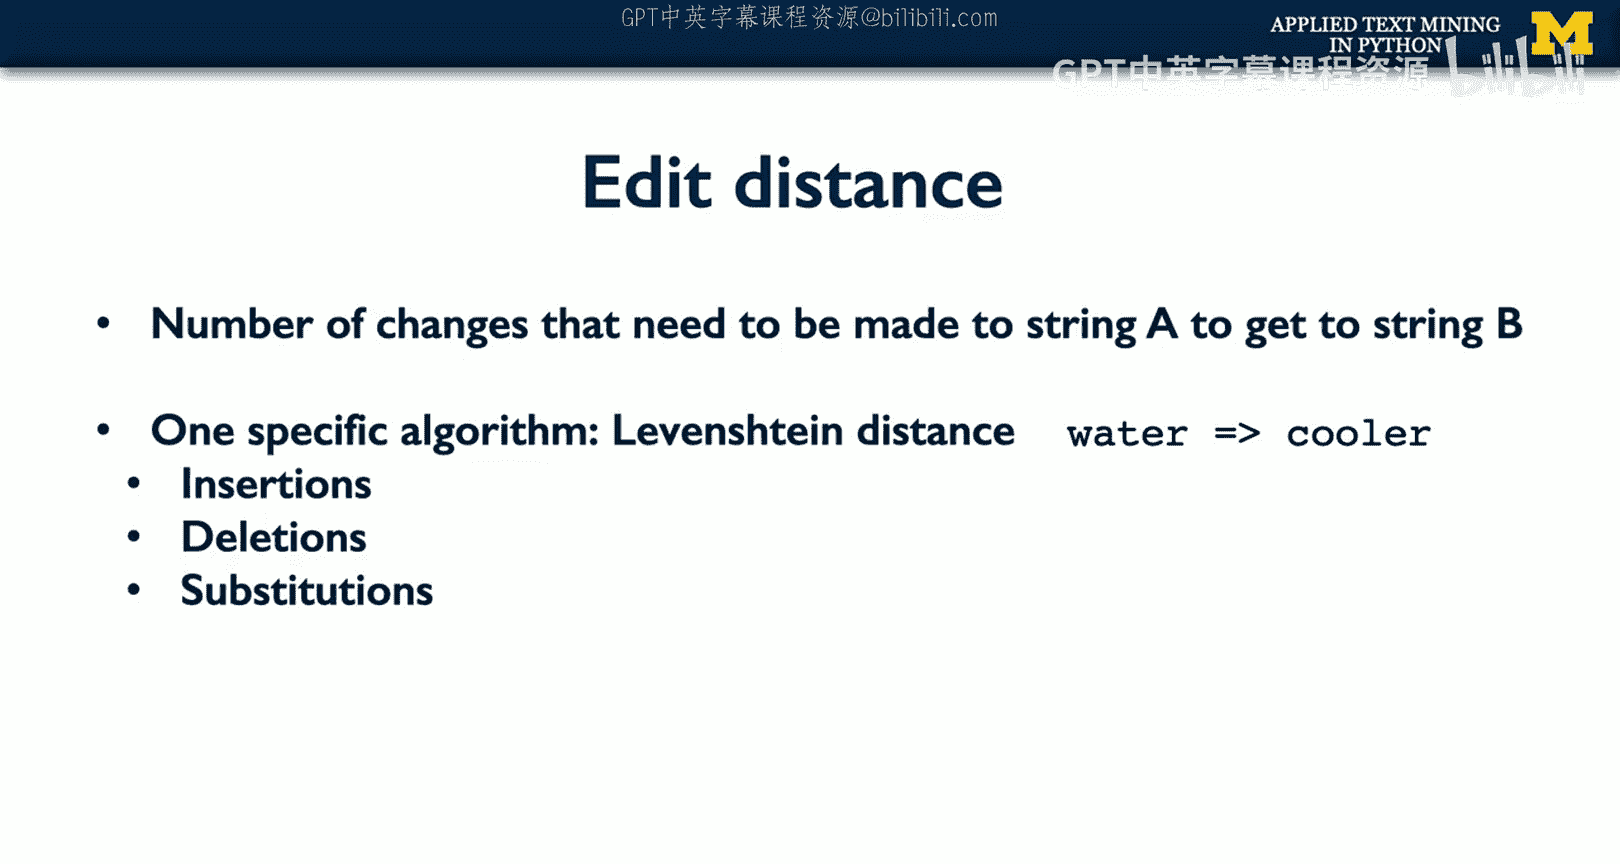 GPT中英字幕课程资源@bilibili.com
APPLIED TEXT MINING
IN PYTHON
M
GPT中英字幕课程资源 bilibili
Edit distance
• Number of changes that need to be made to string A to get to string B
• One specific algorithm: Levenshtein distance water => cooler
• Insertions
• Deletions
• Substitutions